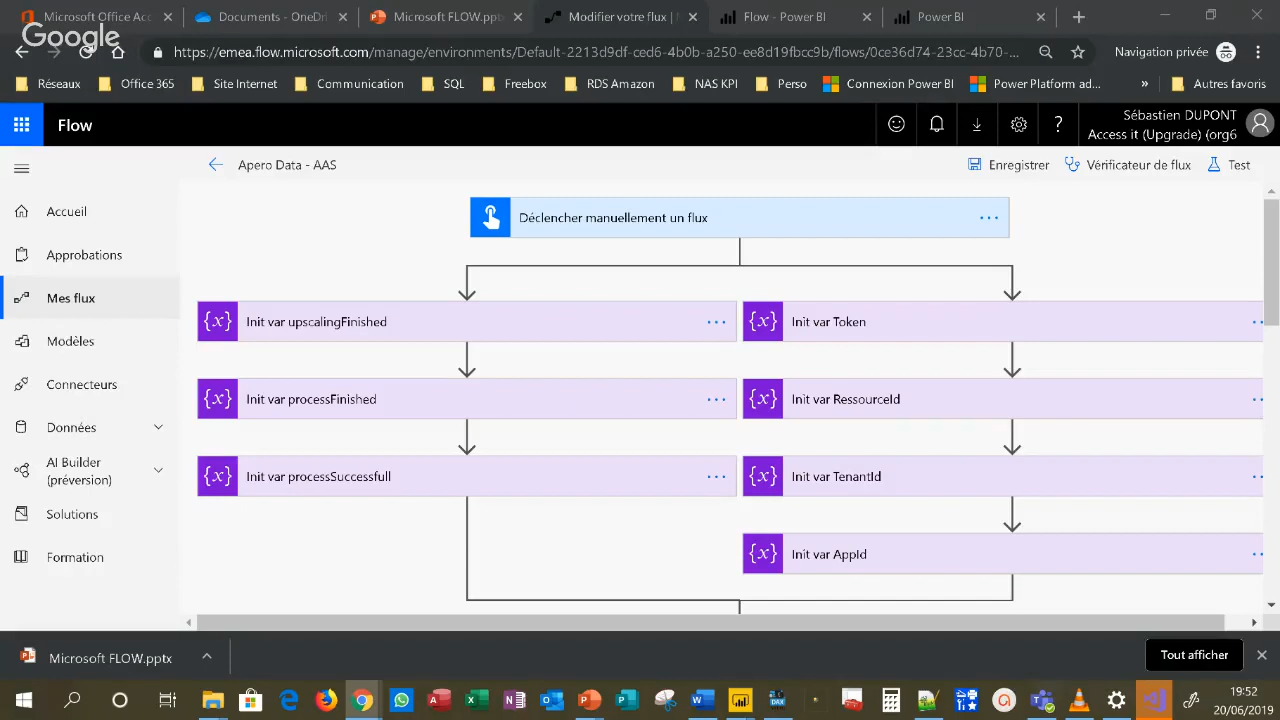 Microsoft Office Acc
Documents - OneDri
Microsoft FLOW.pptx
Modifier votre flux | M
Flow - Power BI
Power BI
Google
https://emea.flow.microsoft.com/manage/environments/Default-2213d9df-ced6-4b0b-a250-ee8d19fbce5b/flows/0ce36d74-23cc-4b70-...
Navigation privée
Réseaux
Office 365
Site Internet
Communication
SQL
Freebox
RDS Amazon
NAS KPI
Perso
Connexion Power BI
Power Platform ad...
»
Autres favoris
Flow
?
Sébastien DUPONT
Access it (Upgrade) (org6
Apero Data - AAS
Enregistrer
Vérificateur de flux
Test
Accueil
Approbations
Mes flux
Modèles
Connecteurs
Données
AI Builder
(préversion)
Solutions
Formation
Déclencher manuellement un flux
...
{x} Init var upscalingFinished ...
{x} Init var processFinished ...
{x} Init var processSuccessfull ...
{x} Init var Token ..
{x} Init var RessourceId ..
{x} Init var TenantId ..
{x} Init var AppId ..
Microsoft FLOW.pptx
Tout afficher
DAX
19:52
20/06/2019